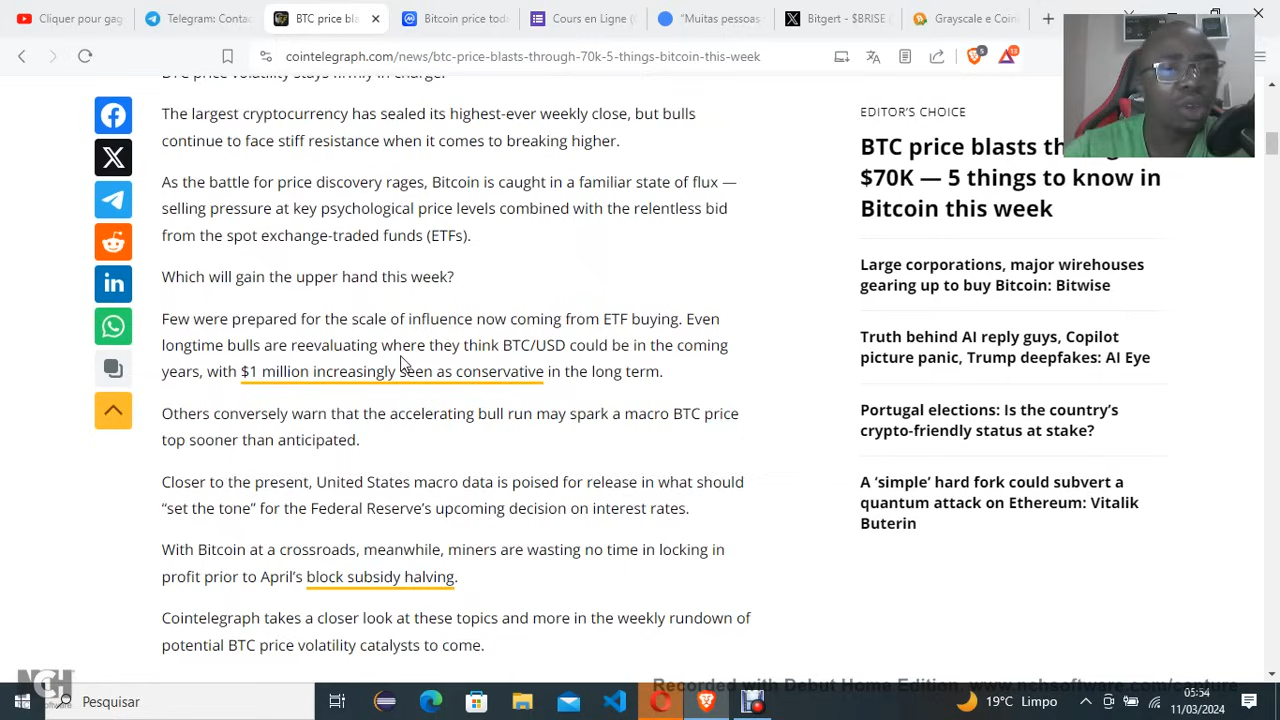 Cliquer pour gag
Telegram: Contac
BTC price bla
Bitcoin price tod
Cours en Ligne (
"Muitas pessoas
Bitgert - $BRISE (
Grayscale e Coin
cointelegraph.com/news/btc-price-blasts-through-70k-5-things-bitcoin-this-week
5
13
BTC price volatility stays firmly in charge.
The largest cryptocurrency has sealed its highest-ever weekly close, but bulls
continue to face stiff resistance when it comes to breaking higher.
As the battle for price discovery rages, Bitcoin is caught in a familiar state of flux —
selling pressure at key psychological price levels combined with the relentless bid
from the spot exchange-traded funds (ETFs).
Which will gain the upper hand this week?
Few were prepared for the scale of influence now coming from ETF buying. Even
longtime bulls are reevaluating where they think BTC/USD could be in the coming
years, with $1 million increasingly seen as conservative in the long term.
Others conversely warn that the accelerating bull run may spark a macro BTC price
top sooner than anticipated.
Closer to the present, United States macro data is poised for release in what should
“set the tone” for the Federal Reserve’s upcoming decision on interest rates.
With Bitcoin at a crossroads, meanwhile, miners are wasting no time in locking in
profit prior to April’s block subsidy halving.
Cointelegraph takes a closer look at these topics and more in the weekly rundown of
potential BTC price volatility catalysts to come.
EDITOR’S CHOICE
BTC price blasts
$70K — 5 things to know in
Bitcoin this week
Large corporations, major wirehouses
gearing up to buy Bitcoin: Bitwise
Truth behind AI reply guys, Copilot
picture panic, Trump deepfakes: AI Eye
Portugal elections: Is the country’s
crypto-friendly status at stake?
A ‘simple’ hard fork could subvert a
quantum attack on Ethereum: Vitalik
Buterin
NCH
Software
Recorded with Debut Home Edition. www.nchsoftware.com/capture
Pesquisar
19°C Limpo
05:54
11/03/2024